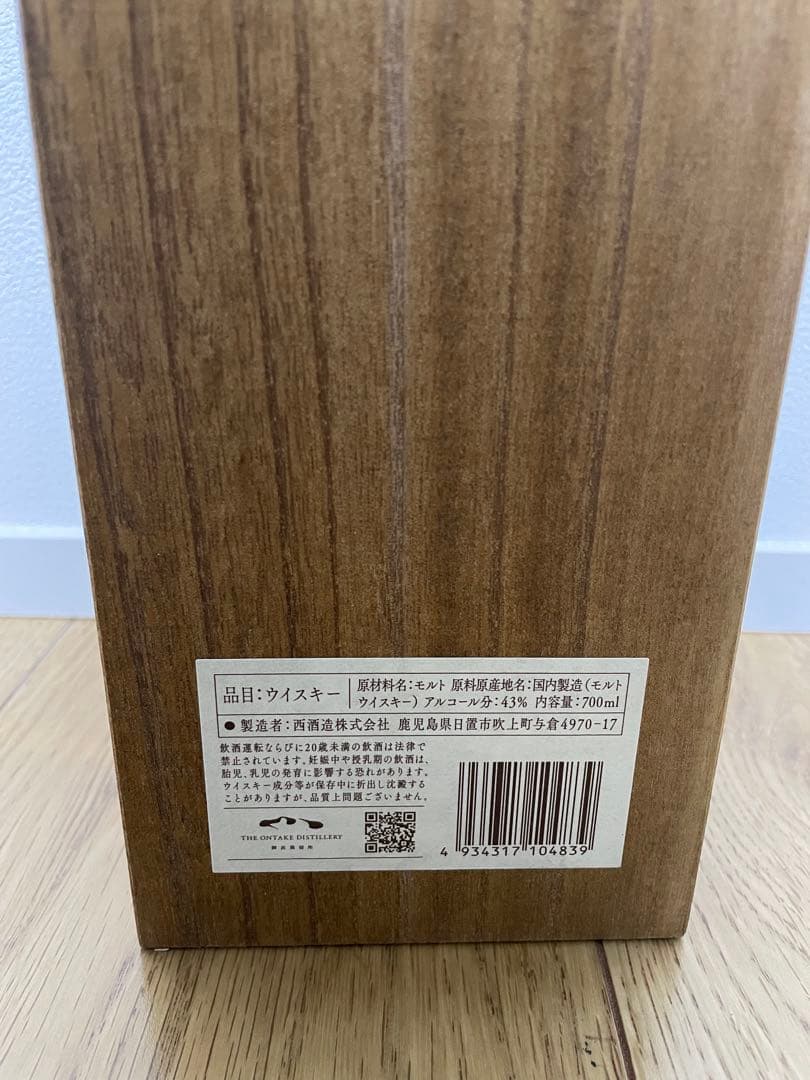 品目：ウイスキー
原材料名：モルト 原料原産地名：国内製造（モルト
ウイスキー）アルコール分：43% 内容量：700ml
● 製造者：西酒造株式会社 鹿児島県日置市吹上町与倉4970-17
飲酒運転ならびに20歳未満の飲酒は法律で
禁止されています。妊娠中や授乳期の飲酒は、
胎児、乳児の発育に影響する恐れがあります。
ウイスキー成分等が保存中に析出し沈澱する
ことがありますが、品質上問題ございません。
THE ONTAKE DISTILLERY
御岳蒸留所
4 934317 104839